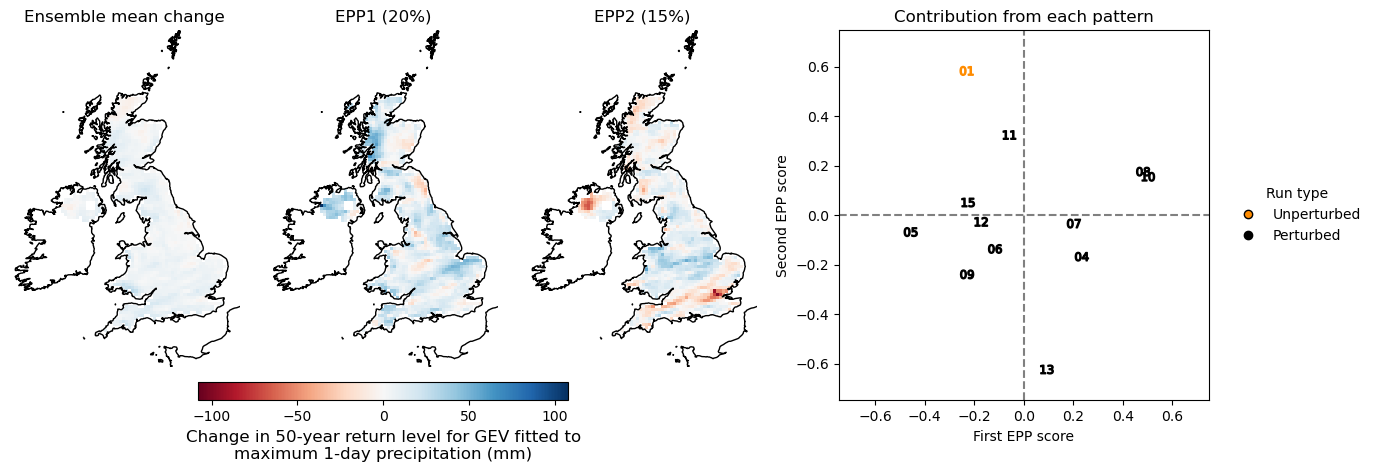 Ensemble mean change
EPP1 (20%)
EPP2 (15%)
Contribution from each pattern
−100 −50 0 50 100
Change in 50-year return level for GEV fitted to
maximum 1-day precipitation (mm)
Second EPP score
0.6
0.4
0.2
0.0
−0.2
−0.4
−0.6
01
11
08
10
15
12
07
05
06
04
09
13
−0.6 −0.4 −0.2 0.0 0.2 0.4 0.6
First EPP score
Run type
Unperturbed
Perturbed